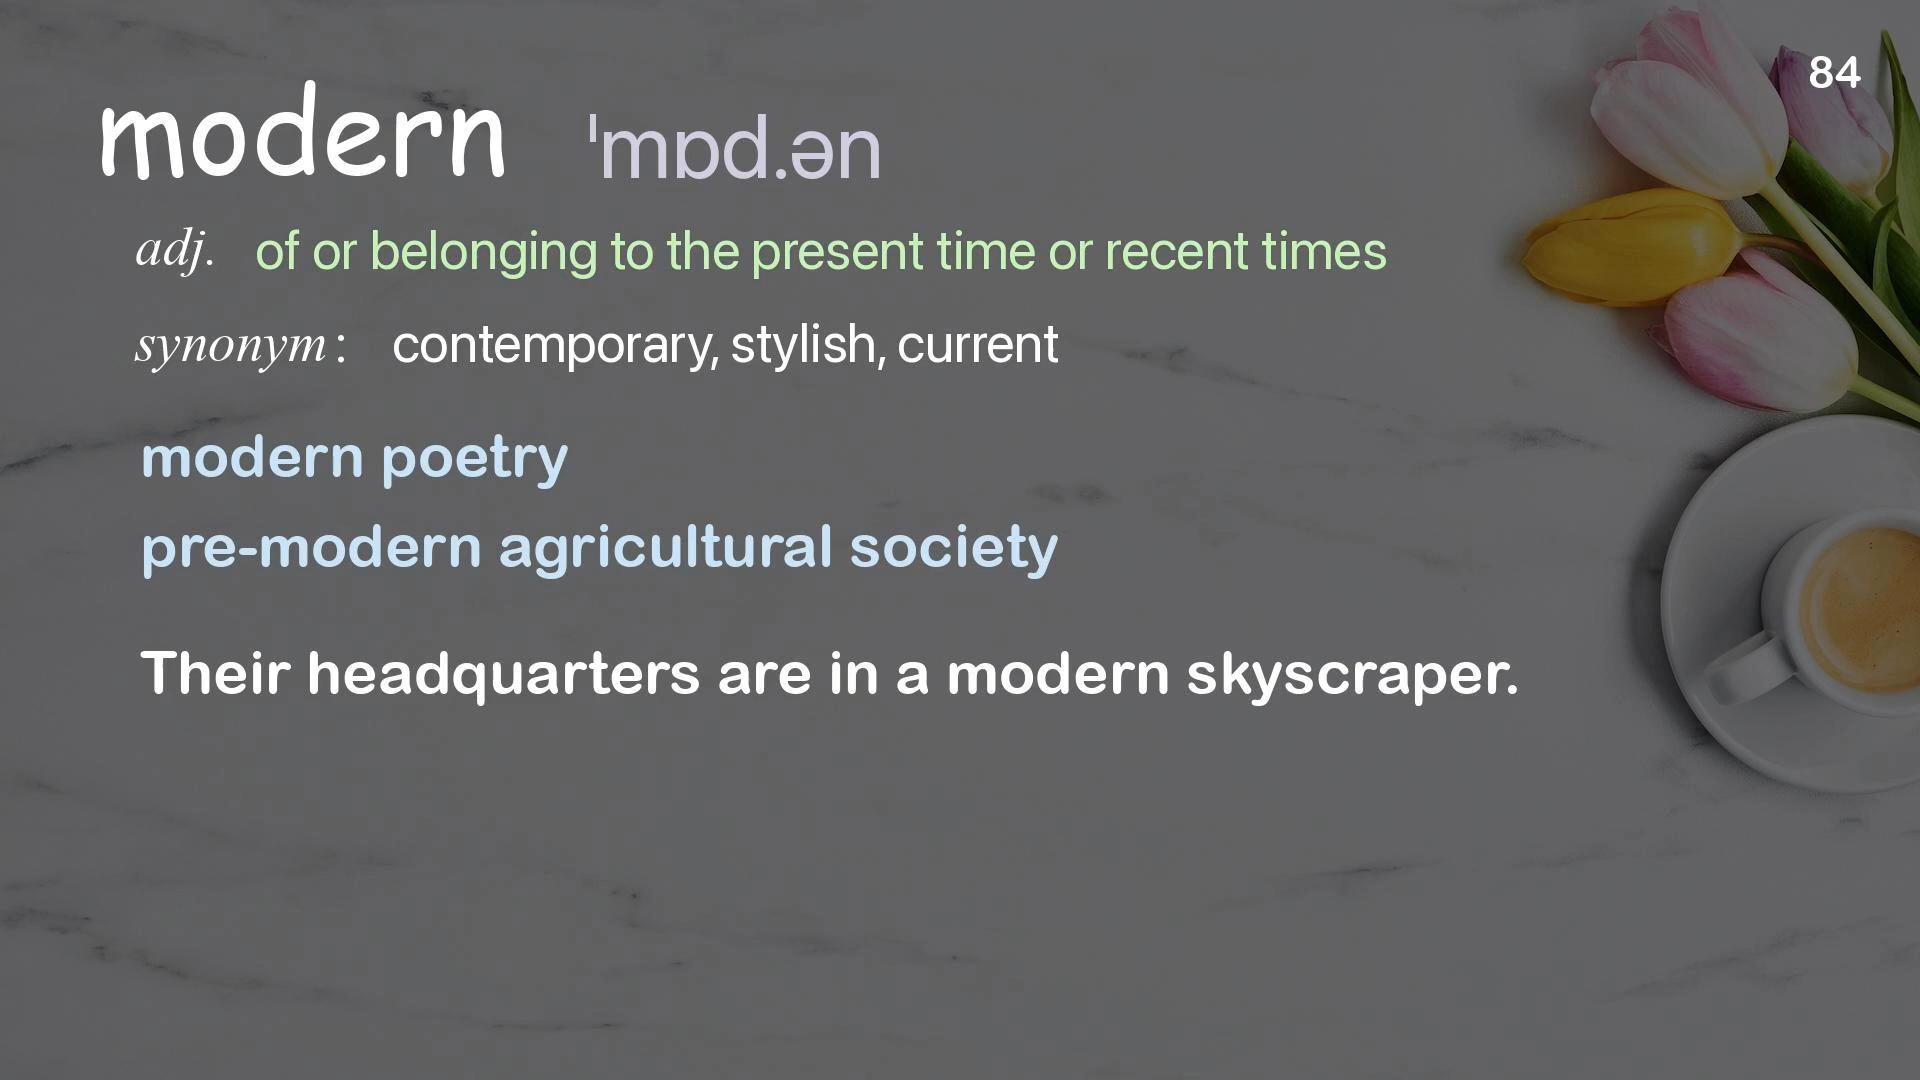 84
modern ˈmɒd.ən
adj. of or belonging to the present time or recent times
synonym: contemporary, stylish, current
modern poetry
pre-modern agricultural society
Their headquarters are in a modern skyscraper.